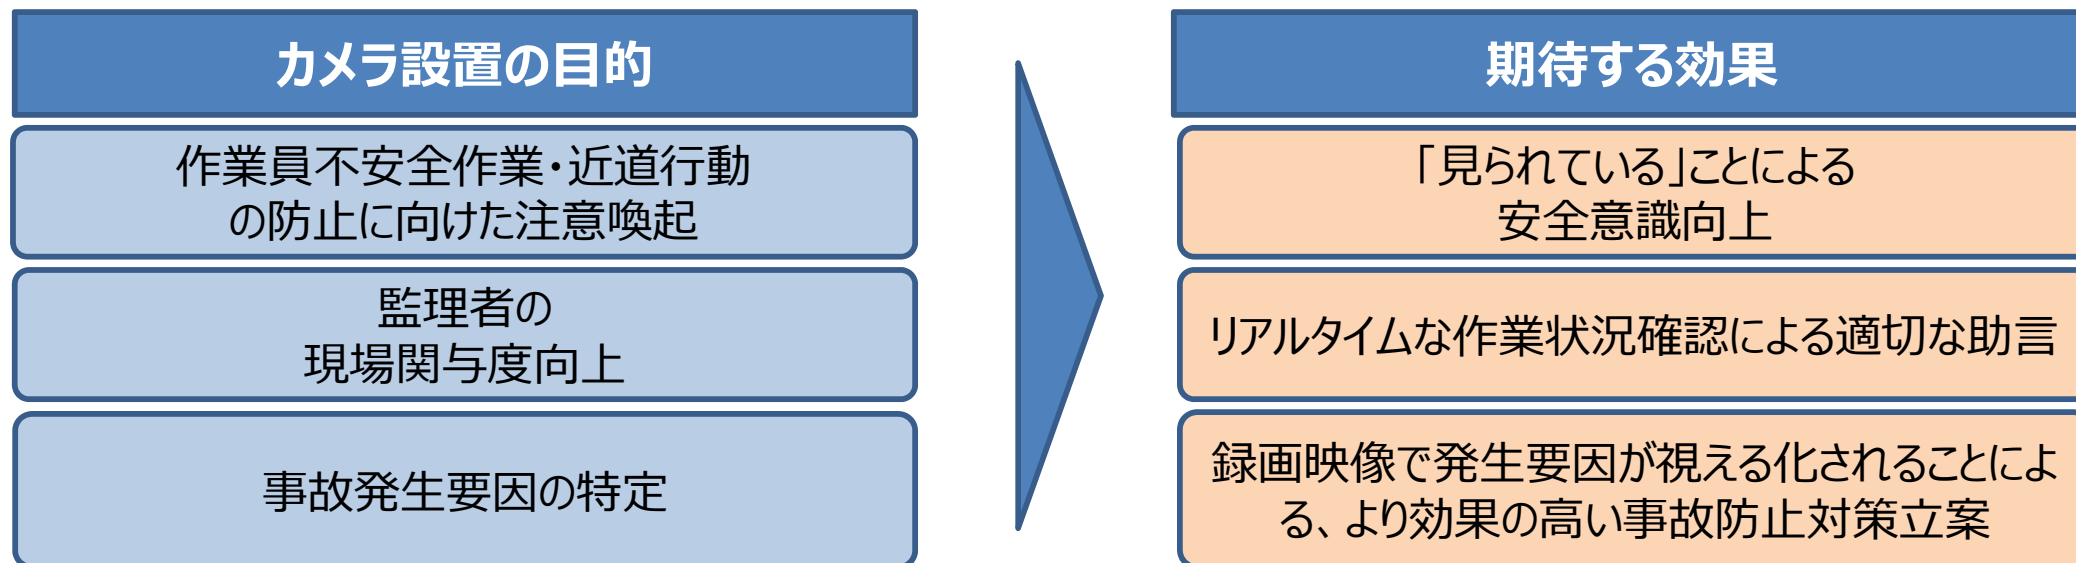 カメラ設置の目的
作業員不安全作業・近道行動
の防止に向けた注意喚起
監理者の
現場関与度向上
事故発生要因の特定
期待する効果
「見られている」ことによる
安全意識向上
リアルタイムな作業状況確認による適切な助言
録画映像で発生要因が視える化されることによ
る、より効果の高い事故防止対策立案